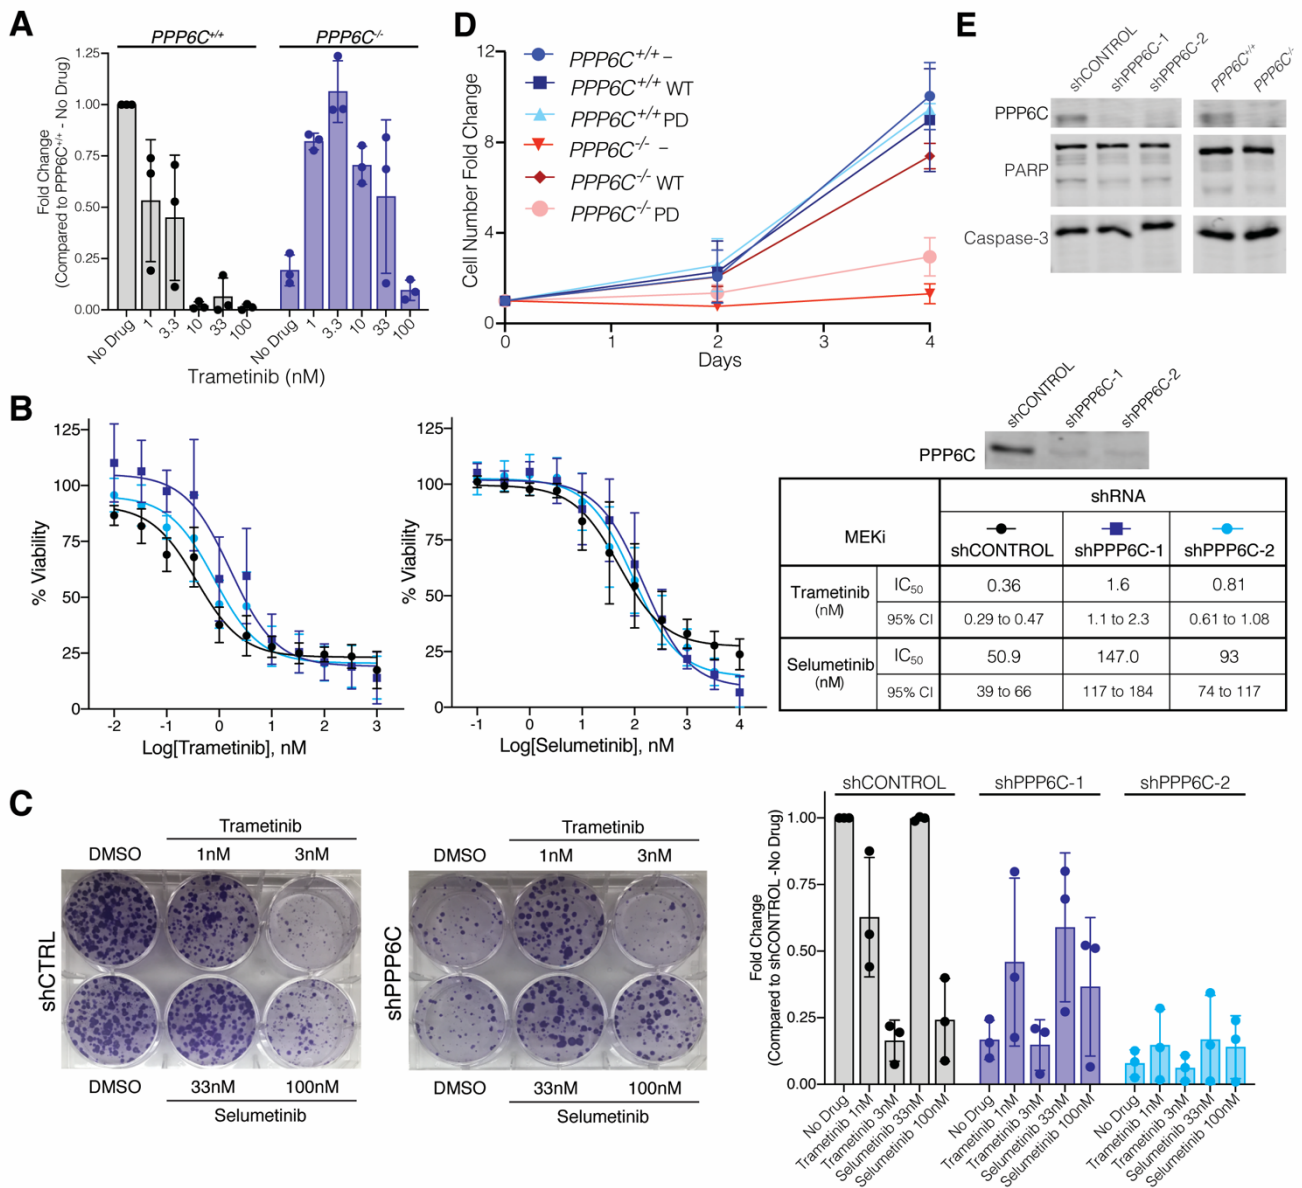 A
PPP6C+/+
PPP6C-/-
Fold Change
(Compared to PPP6C+/+ - No Drug)
1.25
1.00
0.75
0.50
0.25
0.00
No Drug
1
3.3
10
33
100
No Drug
1
3.3
10
33
100
Trametinib (nM)
D
Cell Number Fold Change
12
8
4
0
PPP6C+/+ –
PPP6C+/+ WT
PPP6C+/+ PD
PPP6C-/- –
PPP6C-/- WT
PPP6C-/- PD
0
1
2
3
4
Days
E
shCONTROL
shPPP6C-1
shPPP6C-2
PPP6C+/+
PPP6C-/-
PPP6C
PARP
Caspase-3
B
% Viability
125
100
75
50
25
0
-2
-1
0
1
2
3
Log[Trametinib], nM
% Viability
125
100
75
50
25
0
-1
0
1
2
3
4
Log[Selumetinib], nM
shCONTROL
shPPP6C-1
shPPP6C-2
PPP6C
MEKi
shRNA
shCONTROL
shPPP6C-1
shPPP6C-2
Trametinib
(nM)
IC50
0.36
1.6
0.81
95% CI
0.29 to 0.47
1.1 to 2.3
0.61 to 1.08
Selumetinib
(nM)
IC50
50.9
147.0
93
95% CI
39 to 66
117 to 184
74 to 117
C
shCTRL
Trametinib
DMSO
1nM
3nM
DMSO
33nM
100nM
Selumetinib
shPPP6C
Trametinib
DMSO
1nM
3nM
DMSO
33nM
100nM
Selumetinib
shCONTROL
shPPP6C-1
shPPP6C-2
Fold Change
(Compared to shCONTROL -No Drug)
1.00
0.75
0.50
0.25
0.00
No Drug
Trametinib 1nM
Trametinib 3nM
Selumetinib 33nM
Selumetinib 100nM
No Drug
Trametinib 1nM
Trametinib 3nM
Selumetinib 33nM
Selumetinib 100nM
No Drug
Trametinib 1nM
Trametinib 3nM
Selumetinib 33nM
Selumetinib 100nM